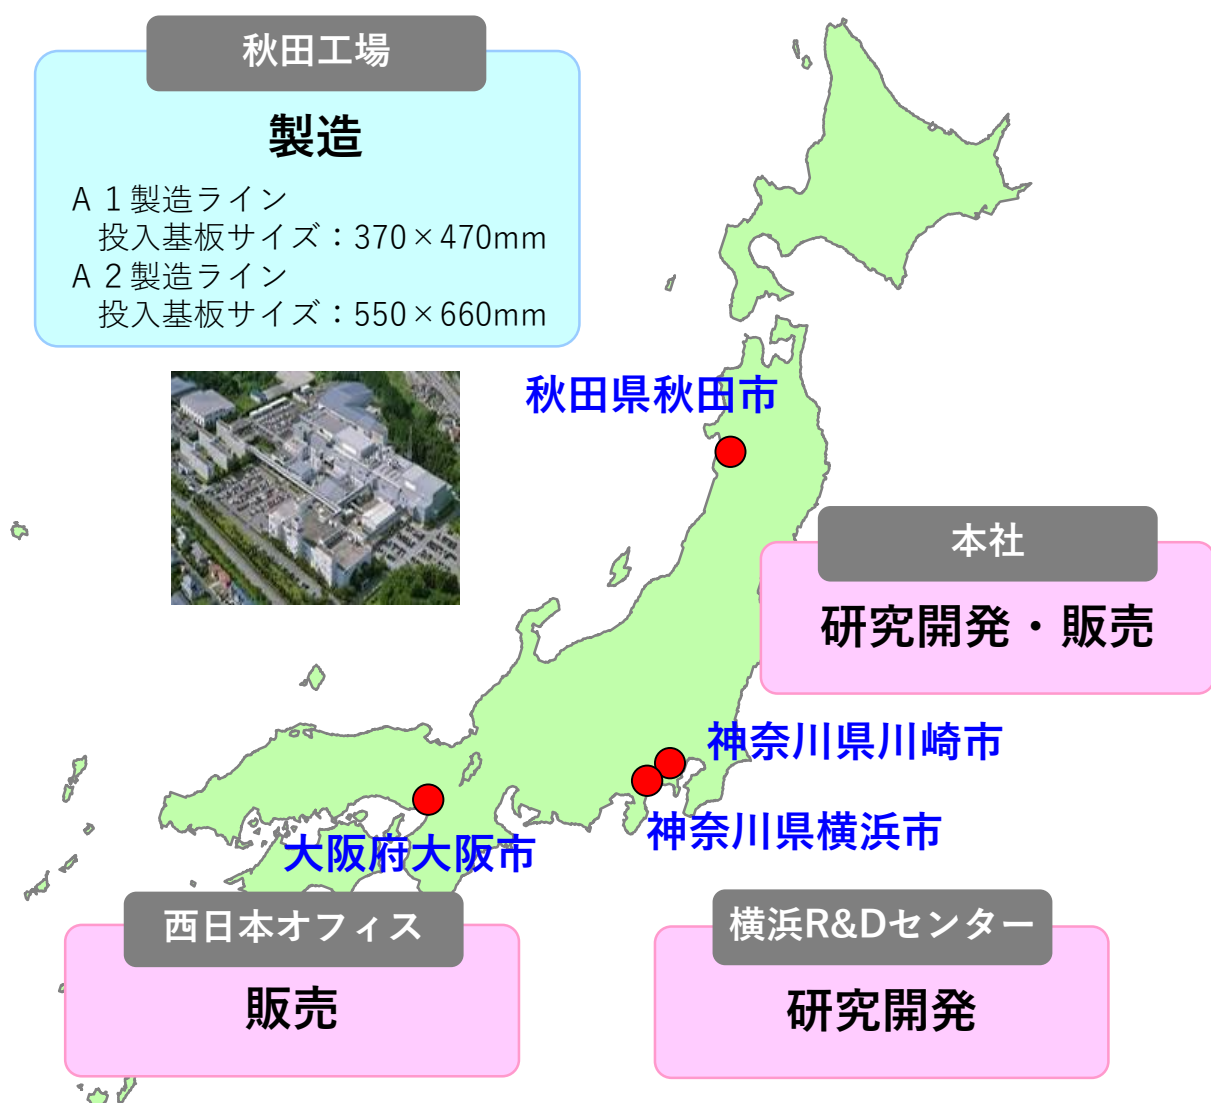 秋田工場
製造
Ａ１製造ライン
投入基板サイズ：370×470mm
Ａ２製造ライン
投入基板サイズ：550×660mm
秋田県秋田市
本社
研究開発・販売
神奈川県川崎市
神奈川県横浜市
大阪府大阪市
西日本オフィス
販売
横浜R&Dセンター
研究開発